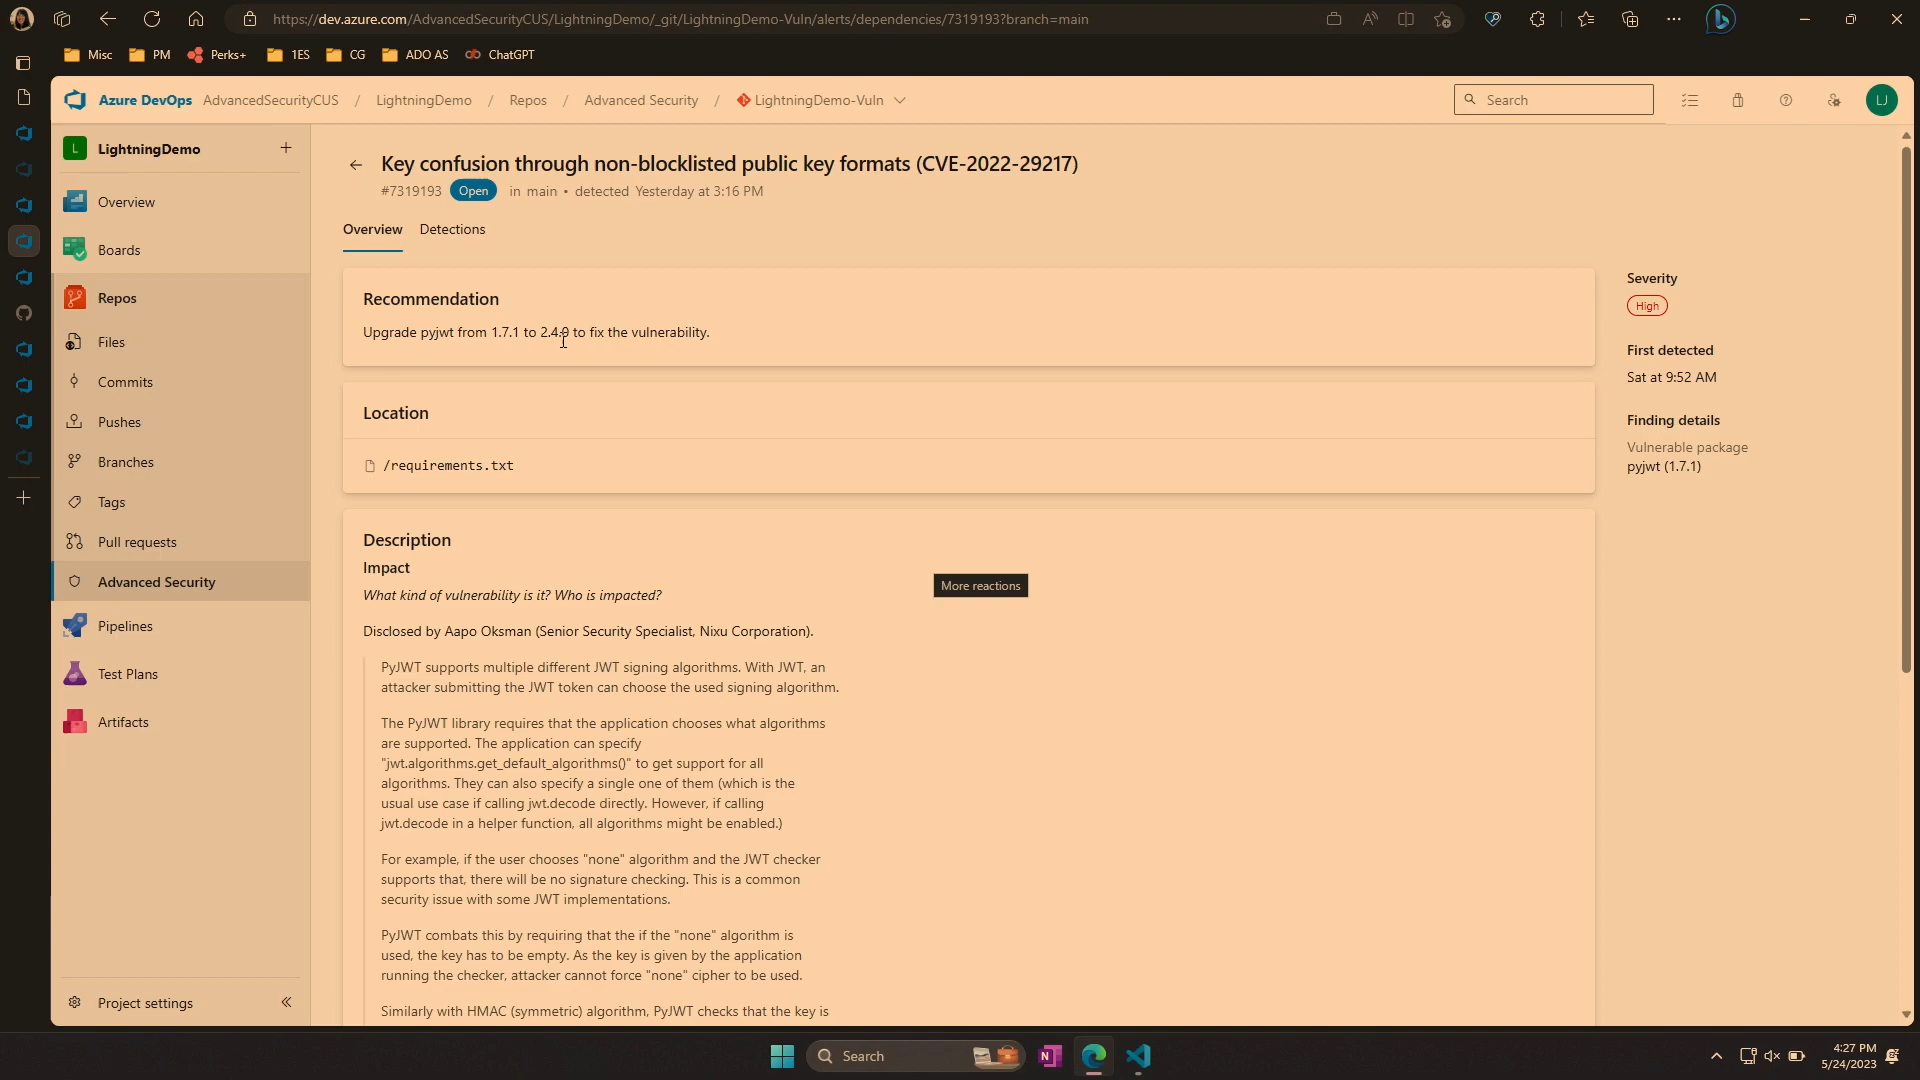 https://dev.azure.com/AdvancedSecurityCUS/LightningDemo/_git/LightningDemo-Vuln/alerts/dependencies/7319193?branch=main
Misc PM Perks+ 1ES CG ADO AS ChatGPT
Azure DevOps AdvancedSecurityCUS / LightningDemo / Repos / Advanced Security / LightningDemo-Vuln
Search
LJ
L LightningDemo
Overview
Boards
Repos
Files
Commits
Pushes
Branches
Tags
Pull requests
Advanced Security
Pipelines
Test Plans
Artifacts
Project settings
Key confusion through non-blocklisted public key formats (CVE-2022-29217)
#7319193 Open in main • detected Yesterday at 3:16 PM
Overview Detections
Recommendation
Upgrade pyjwt from 1.7.1 to 2.4.0 to fix the vulnerability.
Location
/requirements.txt
Description
Impact
What kind of vulnerability is it? Who is impacted?
Disclosed by Aapo Oksman (Senior Security Specialist, Nixu Corporation).
PyJWT supports multiple different JWT signing algorithms. With JWT, an
attacker submitting the JWT token can choose the used signing algorithm.
The PyJWT library requires that the application chooses what algorithms
are supported. The application can specify
"jwt.algorithms.get_default_algorithms()" to get support for all
algorithms. They can also specify a single one of them (which is the
usual use case if calling jwt.decode directly. However, if calling
jwt.decode in a helper function, all algorithms might be enabled.)
For example, if the user chooses "none" algorithm and the JWT checker
supports that, there will be no signature checking. This is a common
security issue with some JWT implementations.
PyJWT combats this by requiring that the if the "none" algorithm is
used, the key has to be empty. As the key is given by the application
running the checker, attacker cannot force "none" cipher to be used.
Similarly with HMAC (symmetric) algorithm, PyJWT checks that the key is
More reactions
Severity
High
First detected
Sat at 9:52 AM
Finding details
Vulnerable package
pyjwt (1.7.1)
Search
4:27 PM
5/24/2023